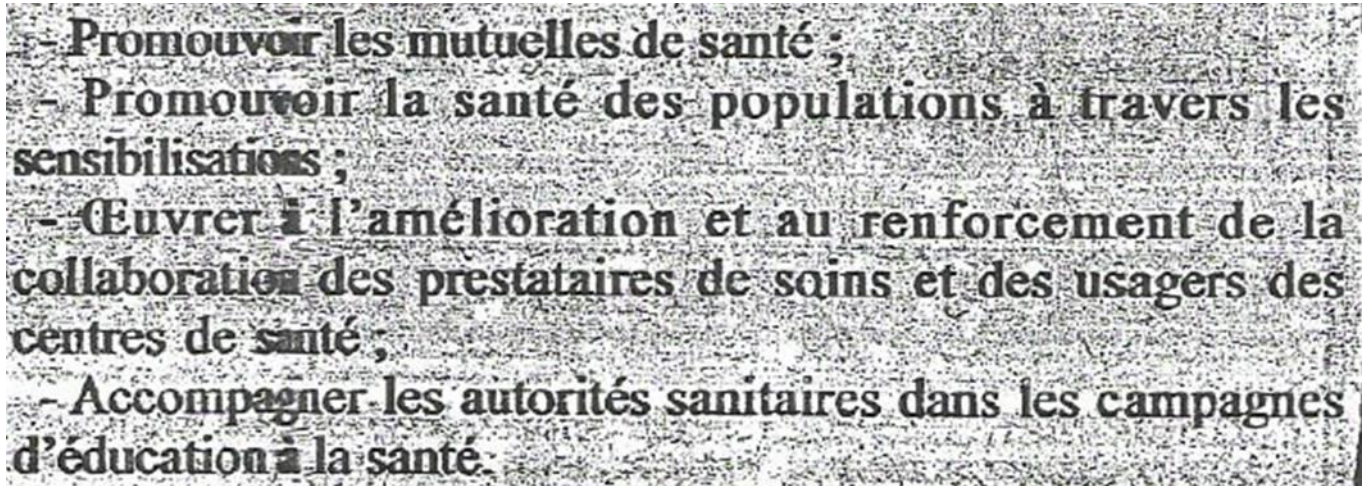 - Promouvoir les mutuelles de santé ;
- Promouvoir la santé des populations à travers les
sensibilisations ;
- Œuvrer à l'amélioration et au renforcement de la
collaboration des prestataires de soins et des usagers des
centres de santé ;
- Accompagner les autorités sanitaires dans les campagnes
d'éducation à la santé.